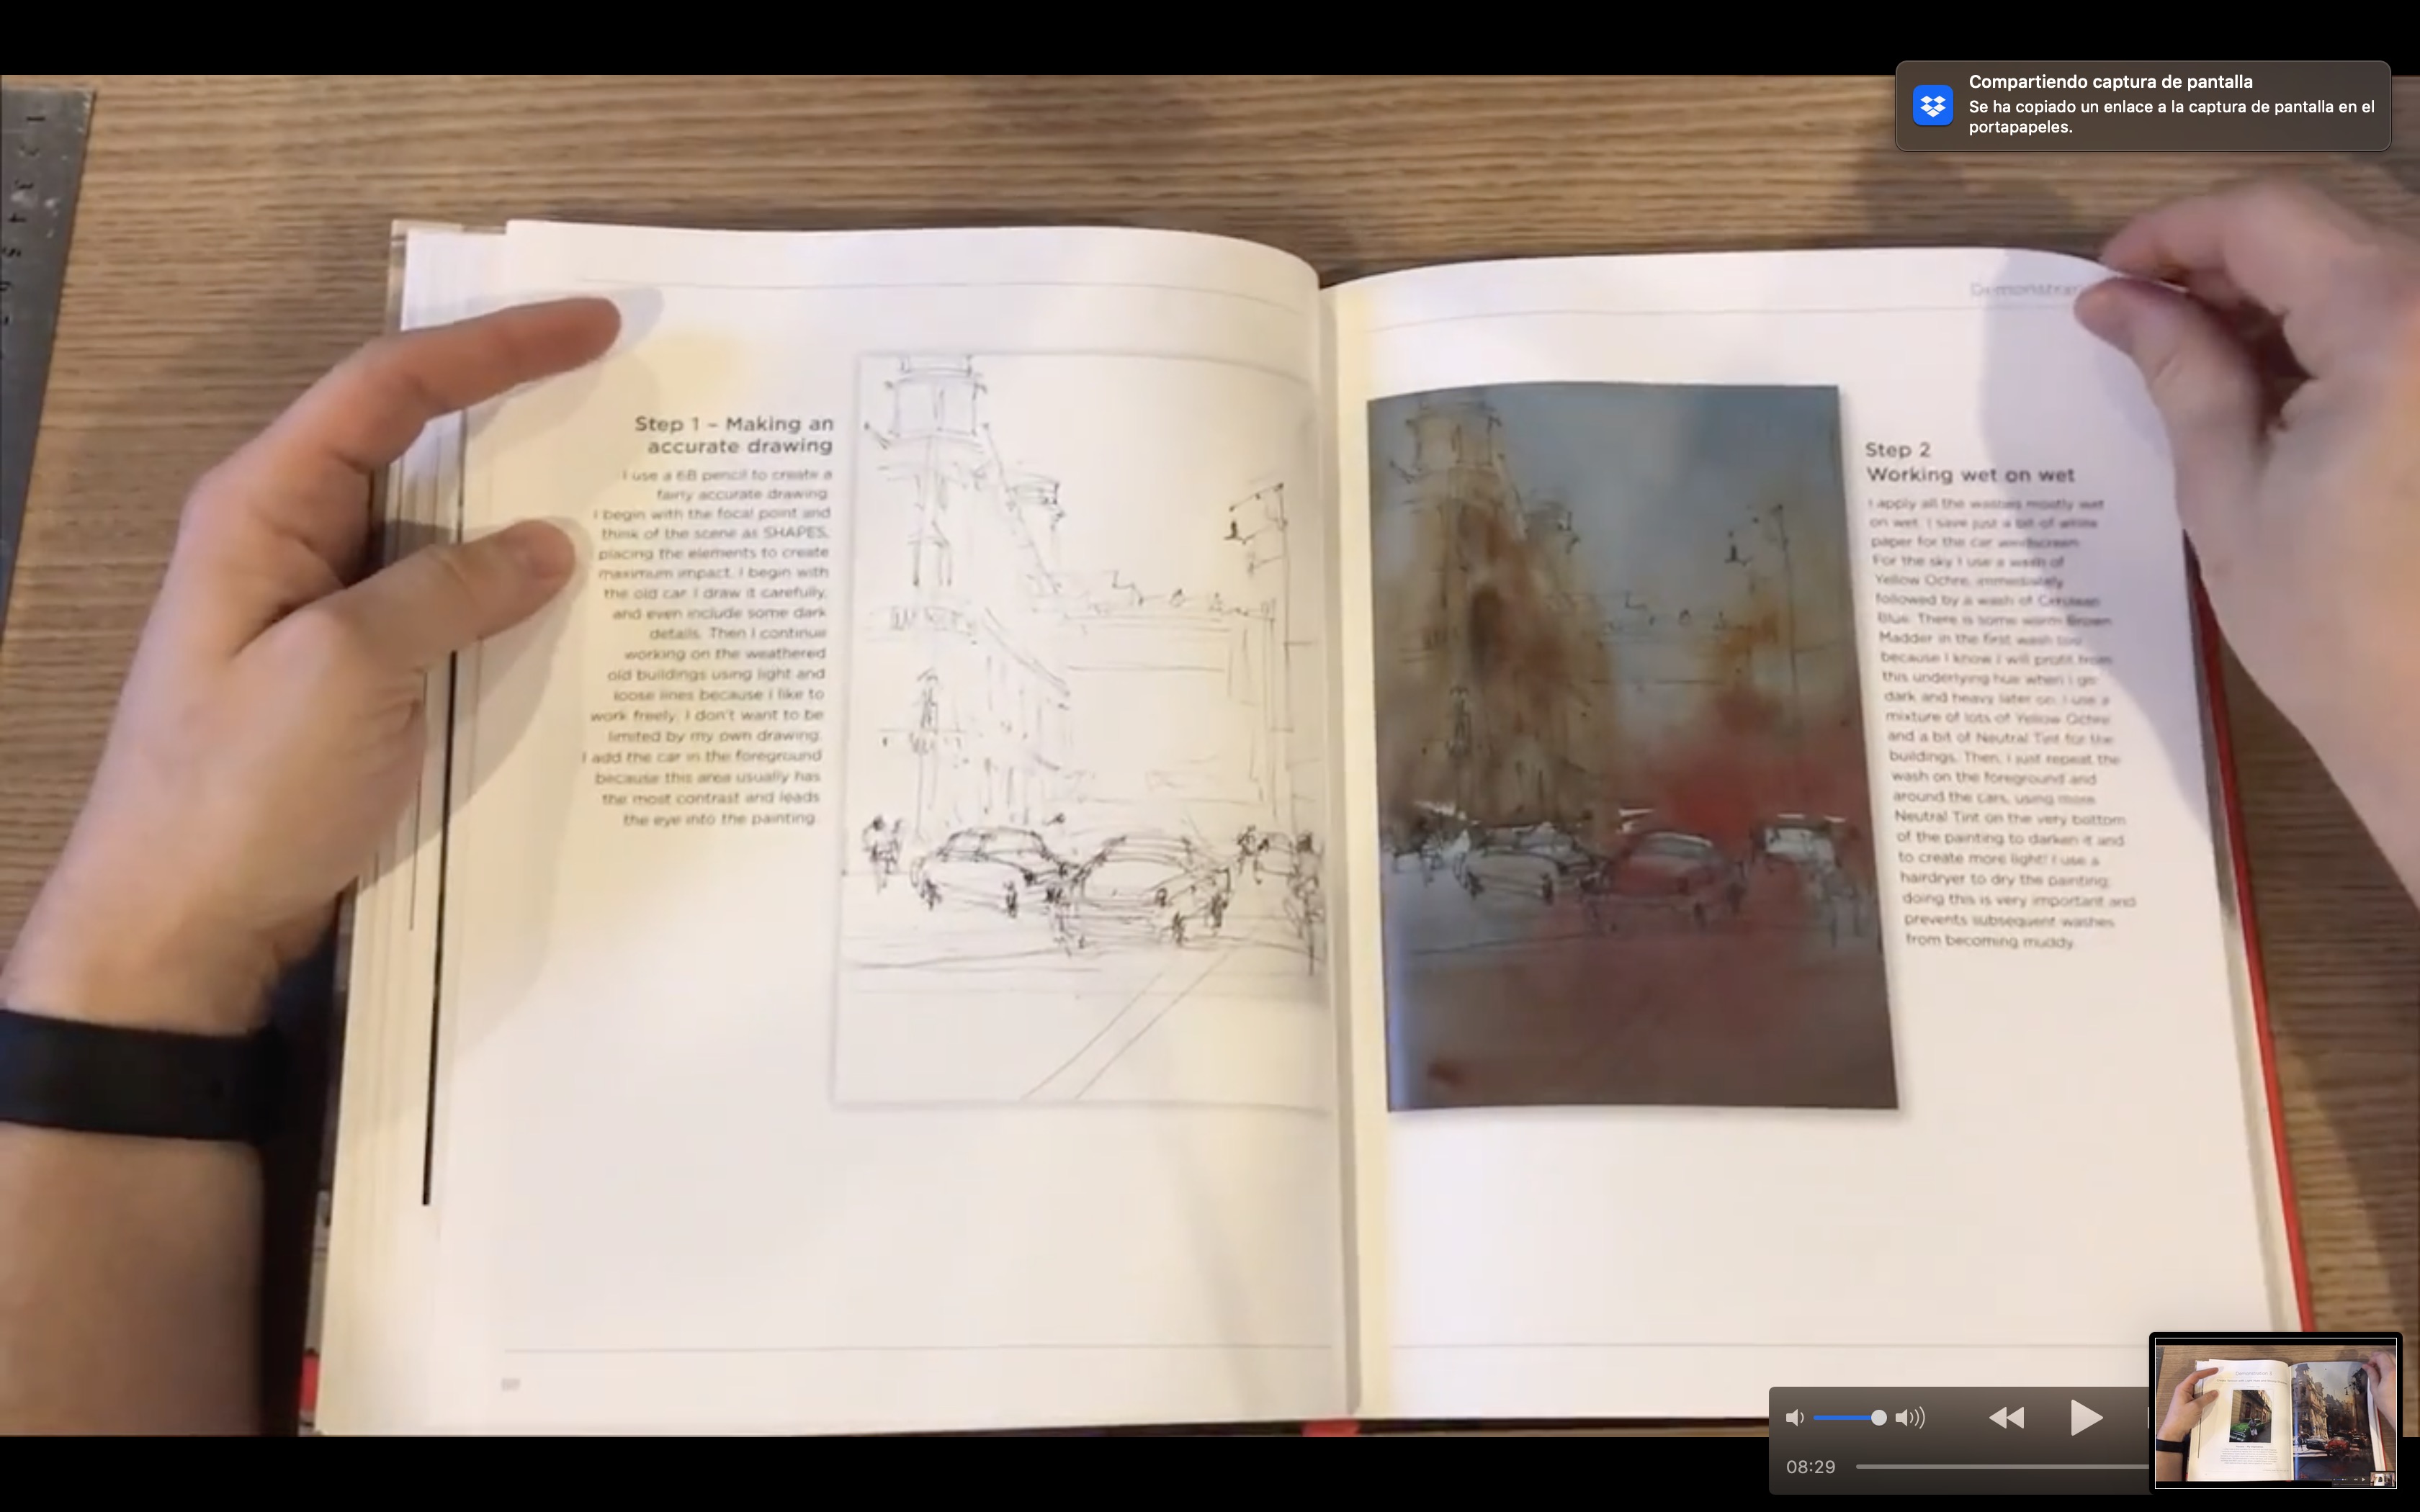 Compartiendo captura de pantalla
Se ha copiado un enlace a la captura de pantalla en el
portapapeles.
Step 1 – Making an
accurate drawing
I use a 6B pencil to create a
fairly accurate drawing.
I begin with the focal point and
think of the scene as SHAPES,
placing the elements to create
maximum impact. I begin with
the old car. I draw it carefully,
and even include some dark
details. Then I continue
working on the weathered
old buildings using light and
loose lines because I like to
work freely; I don't want to be
limited by my own drawing.
I add the car in the foreground
because this area usually has
the most contrast and leads
the eye into the painting.
Step 2
Working wet on wet
I apply all the washes mostly wet
on wet. I save just a bit of white
paper for the car windscreen.
For the sky I use a wash of
Yellow Ochre, immediately
followed by a wash of Cerulean
Blue. There is some warm Brown
Madder in the first wash too
because I know I will profit from
this underlying hue when I go
dark and heavy later on. I use a
mixture of lots of Yellow Ochre
and a bit of Neutral Tint for the
buildings. Then, I just repeat the
wash on the foreground and
around the cars, using more
Neutral Tint on the very bottom
of the painting to darken it and
to create more light! I use a
hairdryer to dry the painting;
doing this is very important and
prevents subsequent washes
from becoming muddy.
08:29